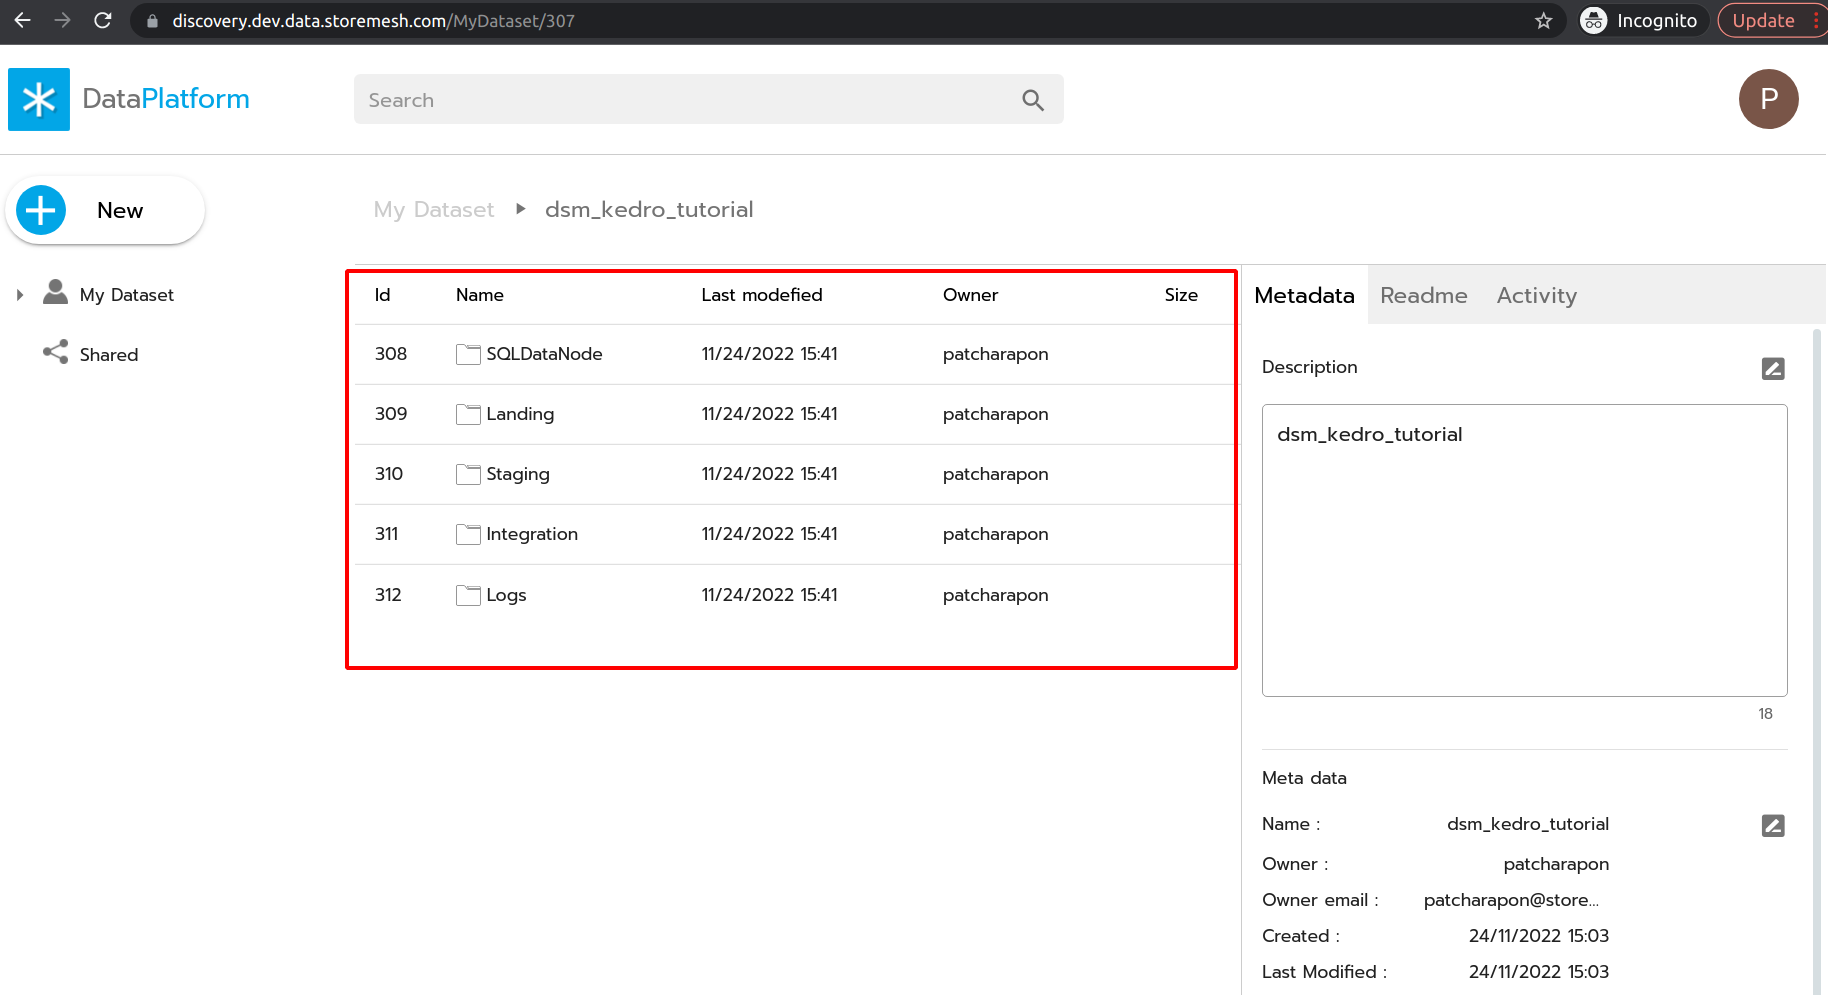 discovery.dev.data.storemesh.com/MyDataset/307
Incognito
Update
DataPlatform
Search
P
New
My Dataset
Shared
My Dataset dsm_kedro_tutorial
Id Name Last modefied Owner Size
308 SQLDataNode 11/24/2022 15:41 patcharapon
309 Landing 11/24/2022 15:41 patcharapon
310 Staging 11/24/2022 15:41 patcharapon
311 Integration 11/24/2022 15:41 patcharapon
312 Logs 11/24/2022 15:41 patcharapon
Metadata Readme Activity
Description
dsm_kedro_tutorial
18
Meta data
Name : dsm_kedro_tutorial
Owner : patcharapon
Owner email : patcharapon@store...
Created : 24/11/2022 15:03
Last Modified : 24/11/2022 15:03